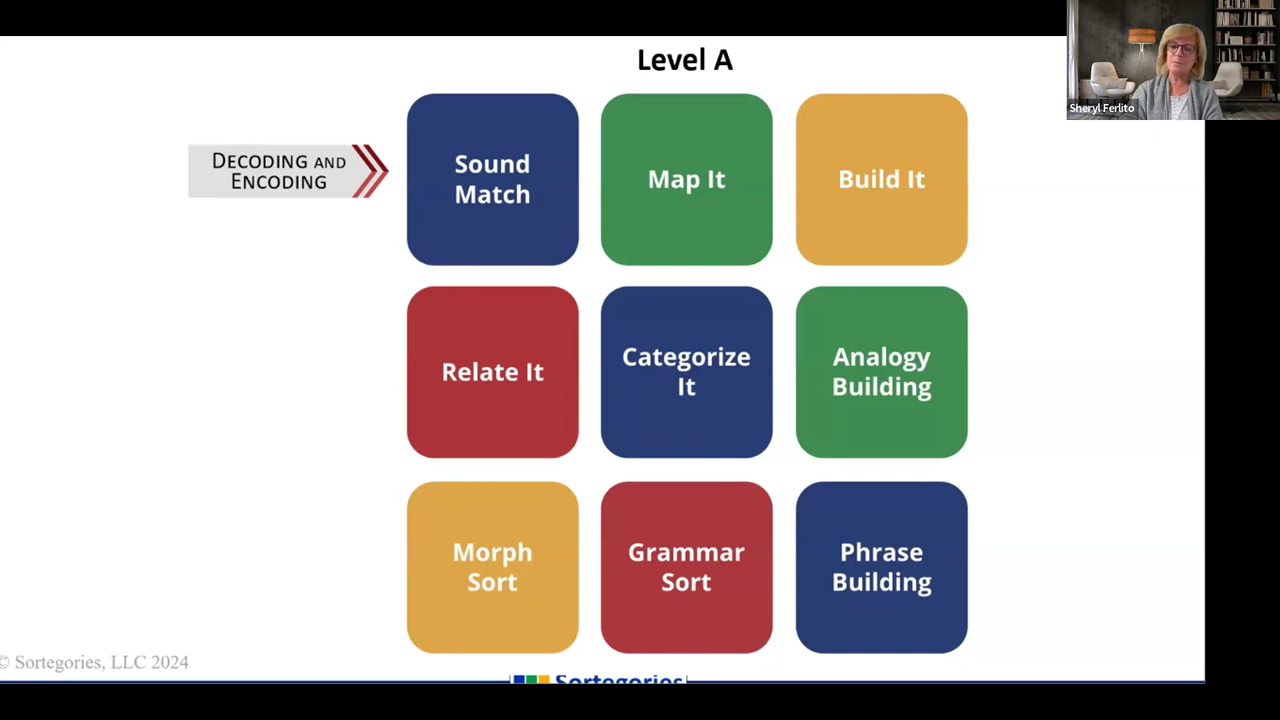 Level A
Sheryl Ferlito
DECODING AND
ENCODING
Sound
Match
Map It
Build It
Relate It
Categorize
It
Analogy
Building
Morph
Sort
Grammar
Sort
Phrase
Building
© Sortegories, LLC 2024
Sortegories